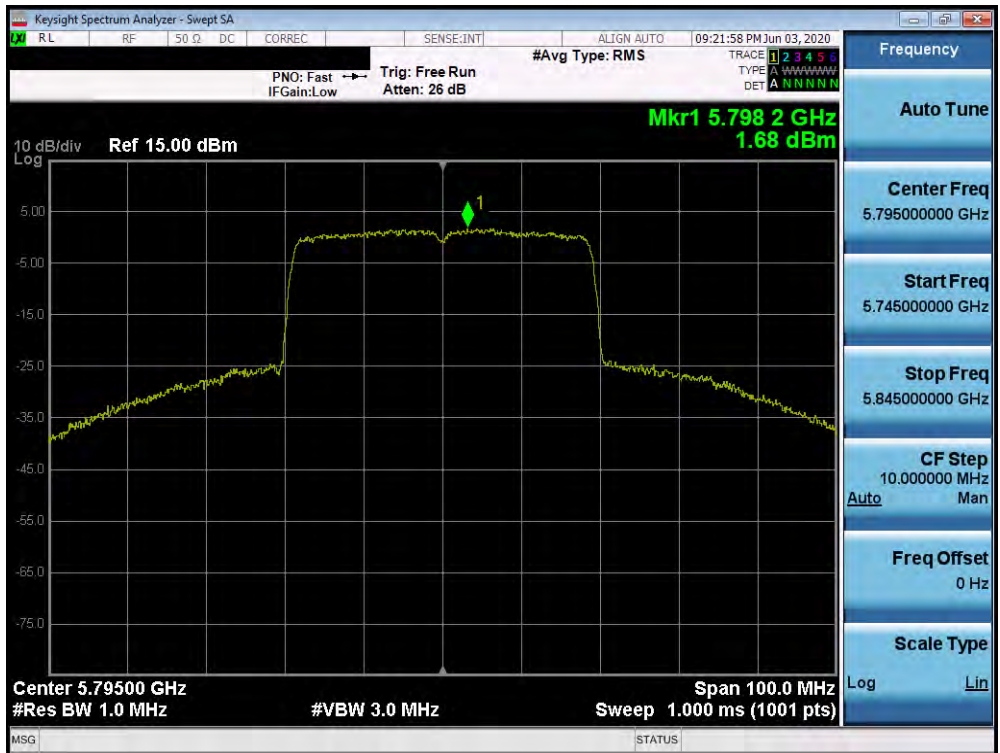 Keysight Spectrum Analyzer - Swept SA
LXI RL RF 50 Ω DC CORREC SENSE:INT ALIGN AUTO 09:21:58 PM Jun 03, 2020
#Avg Type: RMS
TRACE 1 2 3 4 5 6
TYPE A WWWWW
DET A N N N N N
PNO: Fast
IFGain:Low
Trig: Free Run
Atten: 26 dB
Mkr1 5.798 2 GHz
1.68 dBm
10 dB/div
Log
Ref 15.00 dBm
1
5.00
-5.00
-15.0
-25.0
-35.0
-45.0
-55.0
-65.0
-75.0
Center 5.79500 GHz
Span 100.0 MHz
#Res BW 1.0 MHz
#VBW 3.0 MHz
Sweep 1.000 ms (1001 pts)
MSG
STATUS
Frequency
Auto Tune
Center Freq
5.795000000 GHz
Start Freq
5.745000000 GHz
Stop Freq
5.845000000 GHz
CF Step
10.000000 MHz
Auto Man
Freq Offset
0 Hz
Scale Type
Log Lin